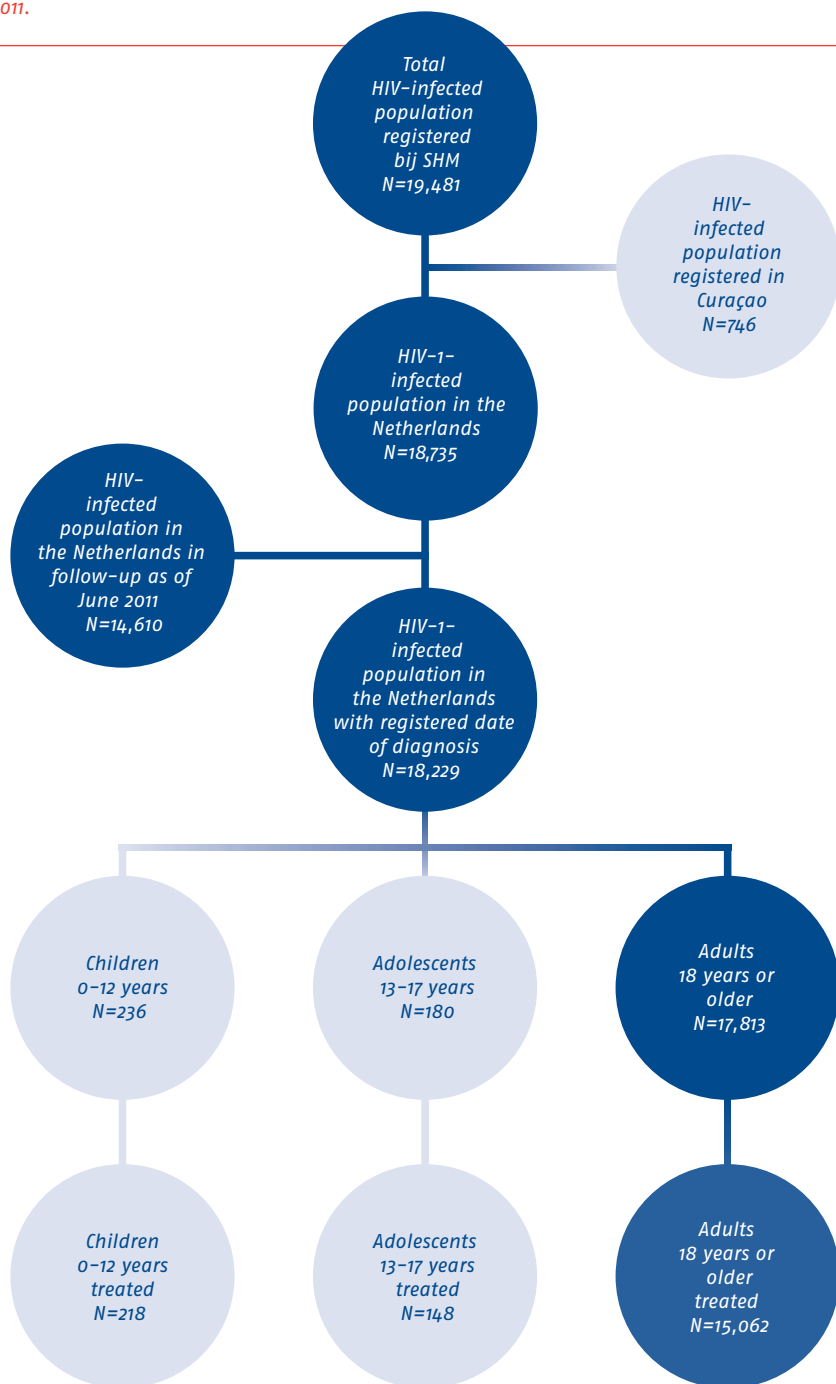 011.
Total
HIV-infected
population
registered
bij SHM
N=19,481
HIV-
infected
population
registered in
Curaçao
N=746
HIV-1-
infected
population in the
Netherlands
N=18,735
HIV-
infected
population in
the Netherlands in
follow-up as of
June 2011
N=14,610
HIV-1-
infected
population in
the Netherlands
with registered date
of diagnosis
N=18,229
Children
0-12 years
N=236
Adolescents
13-17 years
N=180
Adults
18 years or
older
N=17,813
Children
0-12 years
treated
N=218
Adolescents
13-17 years
treated
N=148
Adults
18 years or
older
treated
N=15,062